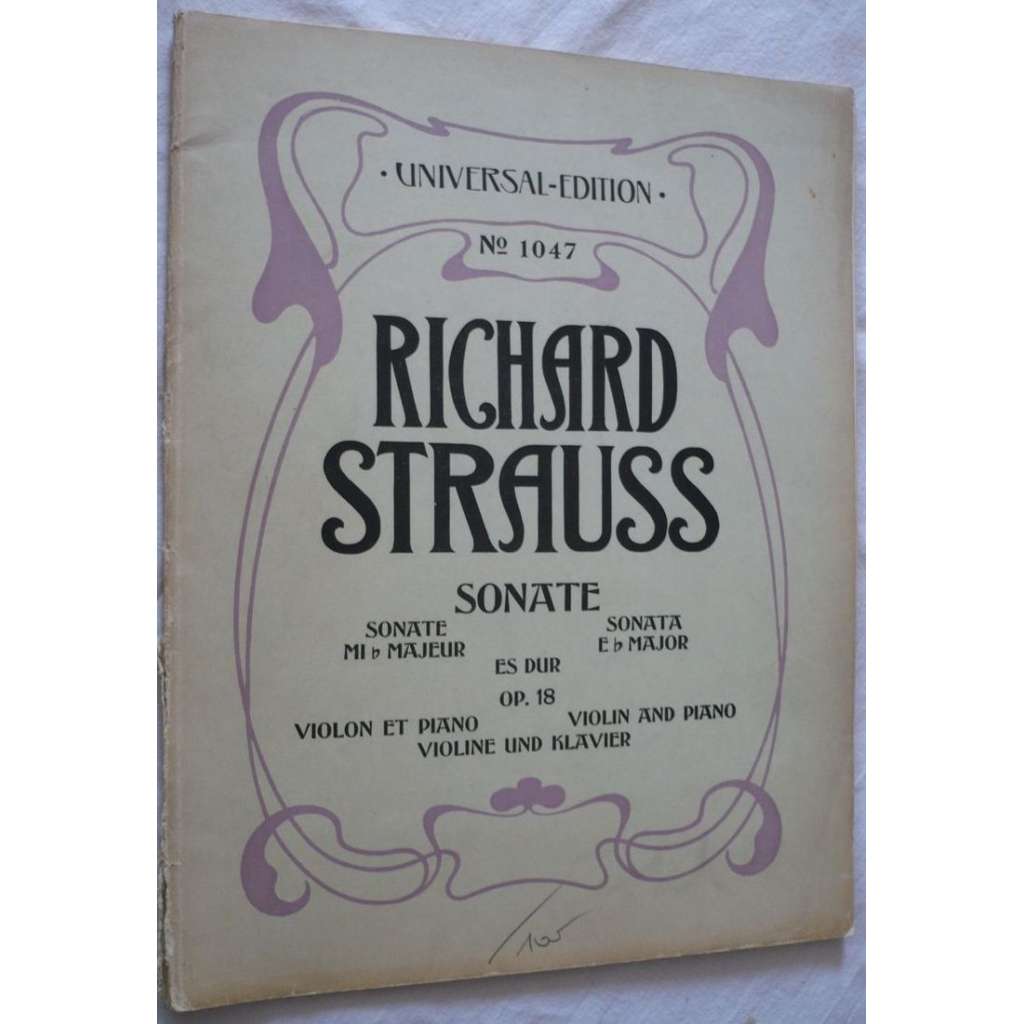 · UNIVERSAL-EDITION ·
Nº 1047
RICHARD
STRAUSS
SONATE
SONATE
MI ♭ MAJEUR
SONATA
E ♭ MAJOR
ES DUR
OP. 18
VIOLON ET PIANO
VIOLIN AND PIANO
VIOLINE UND KLAVIER